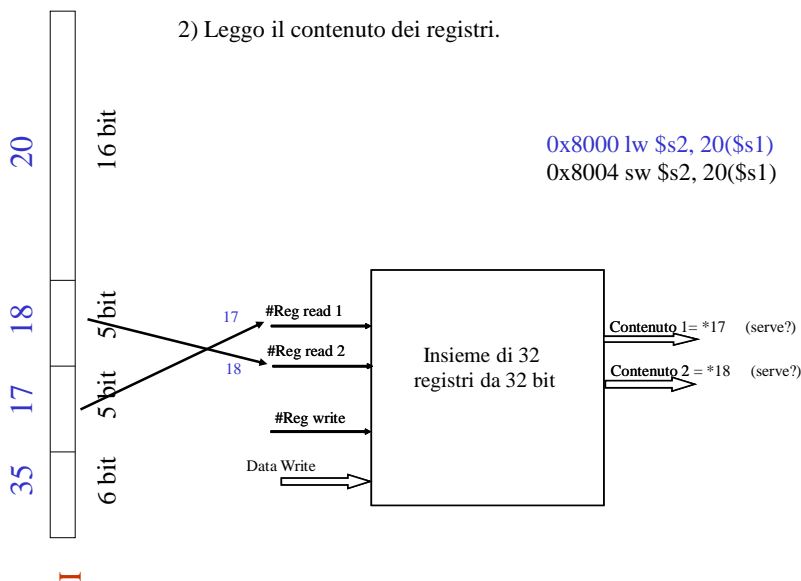 2) Leggo il contenuto dei registri.
20
16 bit
0x8000 lw $s2, 20($s1)
0x8004 sw $s2, 20($s1)
18
5 bit
17
#Reg read 1
Contenuto 1= *17 (serve?)
#Reg read 2
18
Insieme di 32
registri da 32 bit
Contenuto 2 = *18 (serve?)
17
5 bit
#Reg write
Data Write
35
6 bit
I